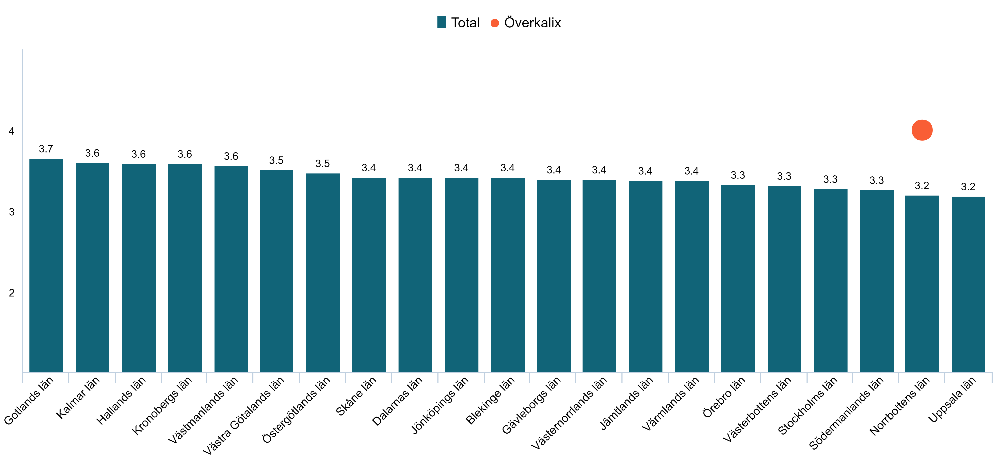 Total Överkalix
4
3
2
3.7 3.6 3.6 3.6 3.6 3.5 3.5 3.4 3.4 3.4 3.4 3.4 3.4 3.4 3.4 3.3 3.3 3.3 3.3 3.2 3.2
Gotlands län
Kalmar län
Hallands län
Kronobergs län
Västmanlands län
Västra Götalands län
Östergötlands län
Skåne län
Dalarnas län
Jönköpings län
Blekinge län
Gävleborgs län
Västernorrlands län
Jämtlands län
Värmlands län
Örebro län
Västerbottens län
Stockholms län
Södermanlands län
Norrbottens län
Uppsala län